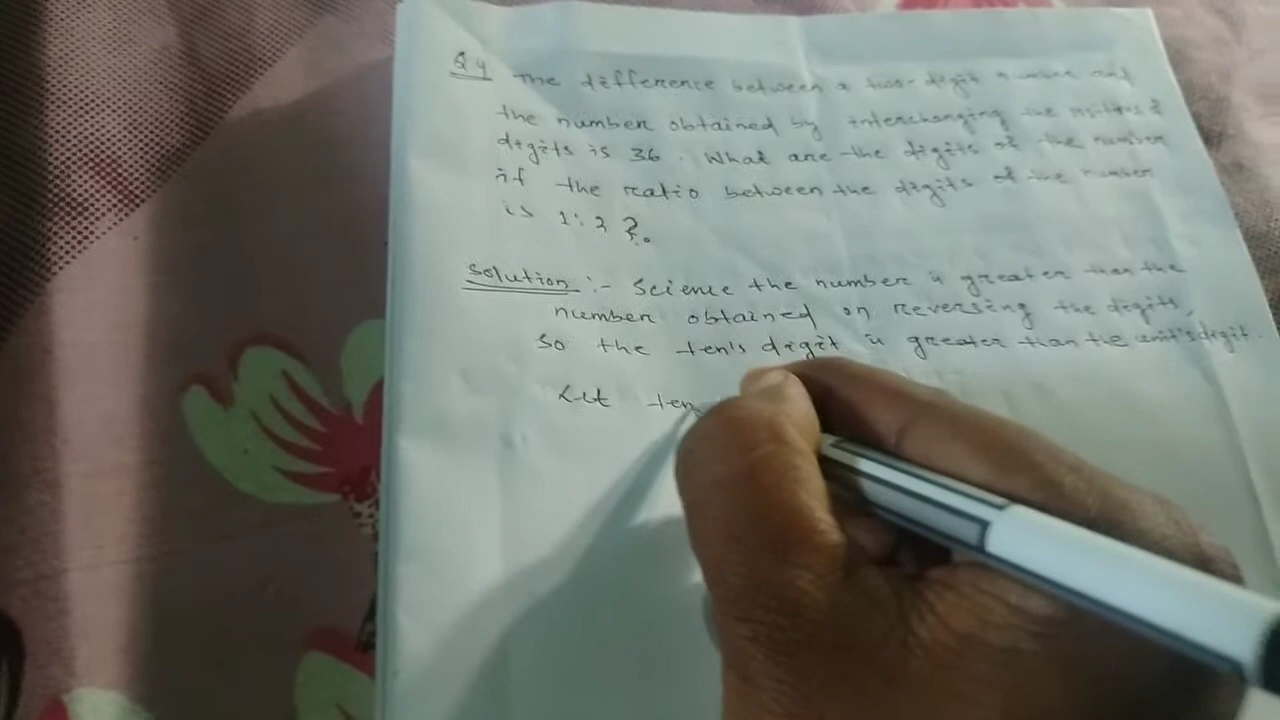 Q4 The difference between a two-digit number and
the number obtained by interchanging the
digits is 36. What are the digits of the number
if the ratio between the digits of the number
is 1:2 ?.
Solution :- Science the number is greater than the
number obtained on reversing the digits,
so the ten's digit is greater than the unit's digit.
Let ten